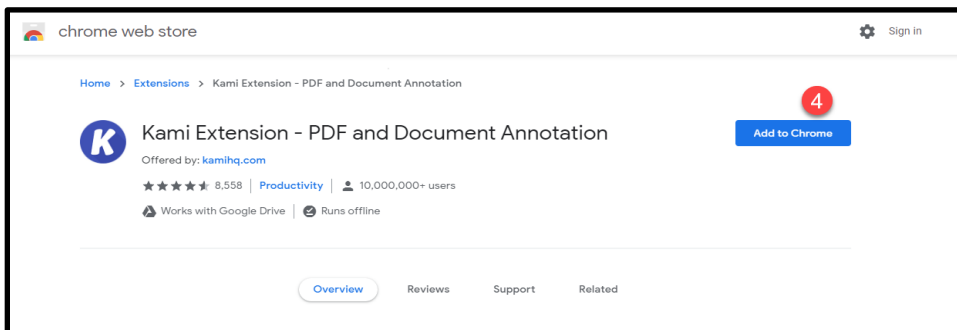 chrome web store
Sign in
Home > Extensions > Kami Extension - PDF and Document Annotation
4
K
Kami Extension - PDF and Document Annotation
Add to Chrome
Offered by: kamihq.com
8,558 | Productivity | 10,000,000+ users
Works with Google Drive | Runs offline
Overview Reviews Support Related